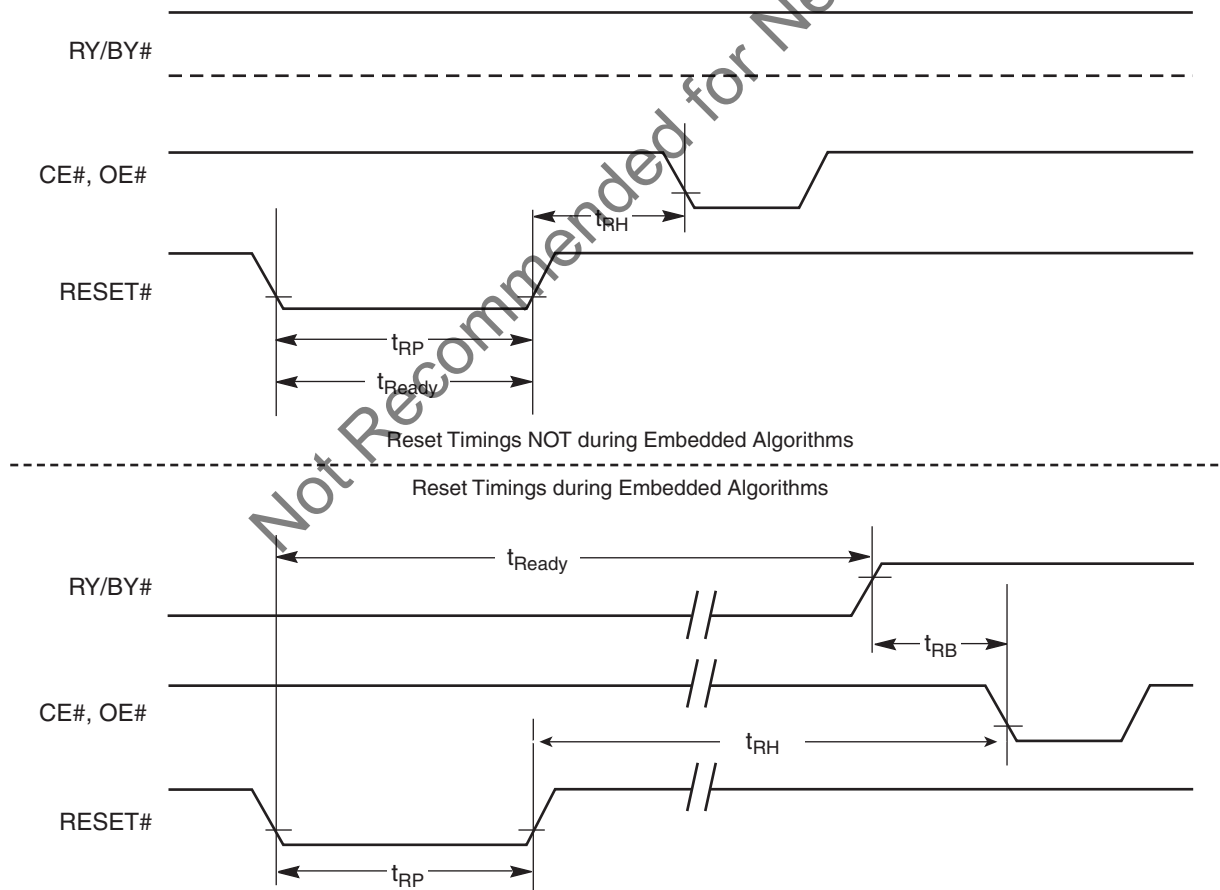 RY/BY#
CE#, OE#
tRH
RESET#
tRP
tReady
Reset Timings NOT during Embedded Algorithms
Reset Timings during Embedded Algorithms
tReady
RY/BY#
tRB
CE#, OE#
tRH
RESET#
tRP
Not Recommended for Ne